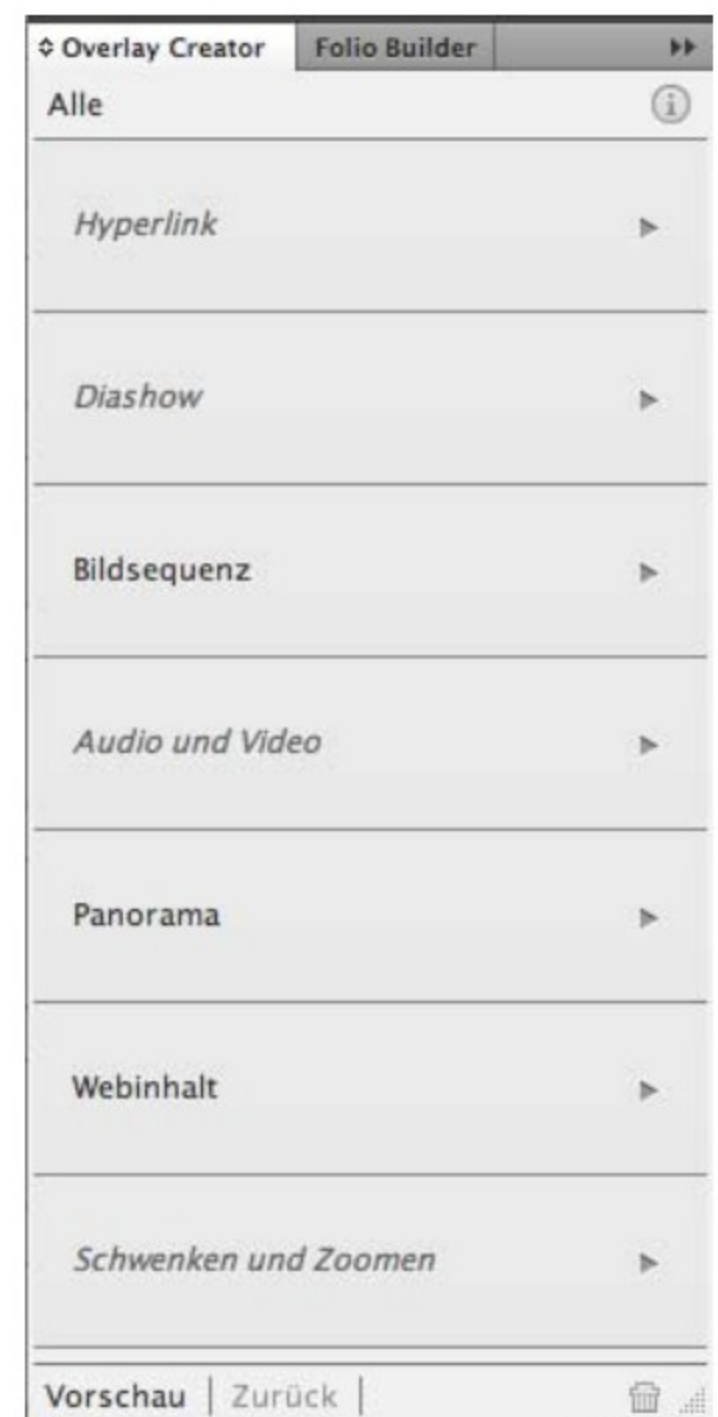 Overlay Creator Folio Builder
Alle
Hyperlink
Diashow
Bildsequenz
Audio und Video
Panorama
Webinhalt
Schwenken und Zoomen
Vorschau | Zurück |